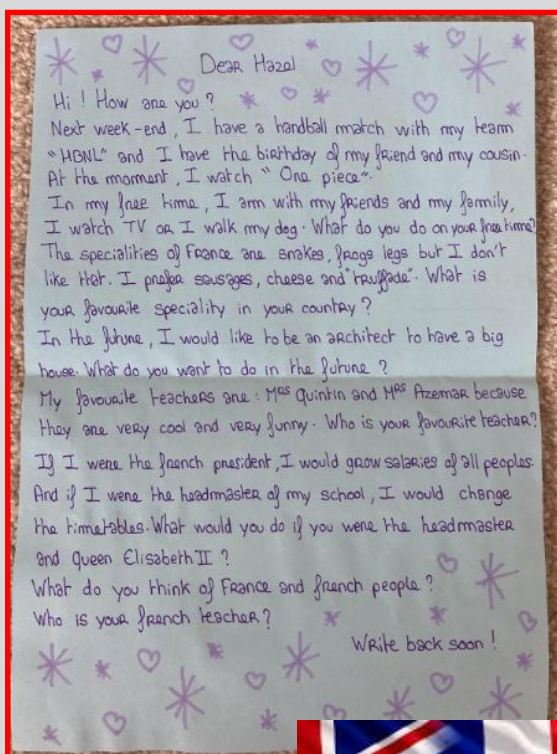 Dear Hazel
Hi ! How are you ?
Next week-end, I have a handball match with my team
"HBNL" and I have the birthday of my friend and my cousin.
At the moment, I watch "One piece".
In my free time, I am with my friends and my family,
I watch TV or I walk my dog. What do you do on your free time?
The specialities of France are snakes, frogs legs but I don't
like that. I prefer sausages, cheese and "truffade". What is
your favourite speciality in your country ?
In the future, I would like to be an architect to have a big
house. What do you want to do in the future ?
My favourite teachers are : Mrs Quintin and Mrs Azemar because
they are very cool and very funny. Who is your favourite teacher?
If I were the french president, I would grow salaries of all peoples.
And if I were the headmaster of my school, I would change
the timetables. What would you do if you were the headmaster
and Queen Elisabeth II ?
What do you think of France and french people ?
Who is your french teacher ?
Write back soon !